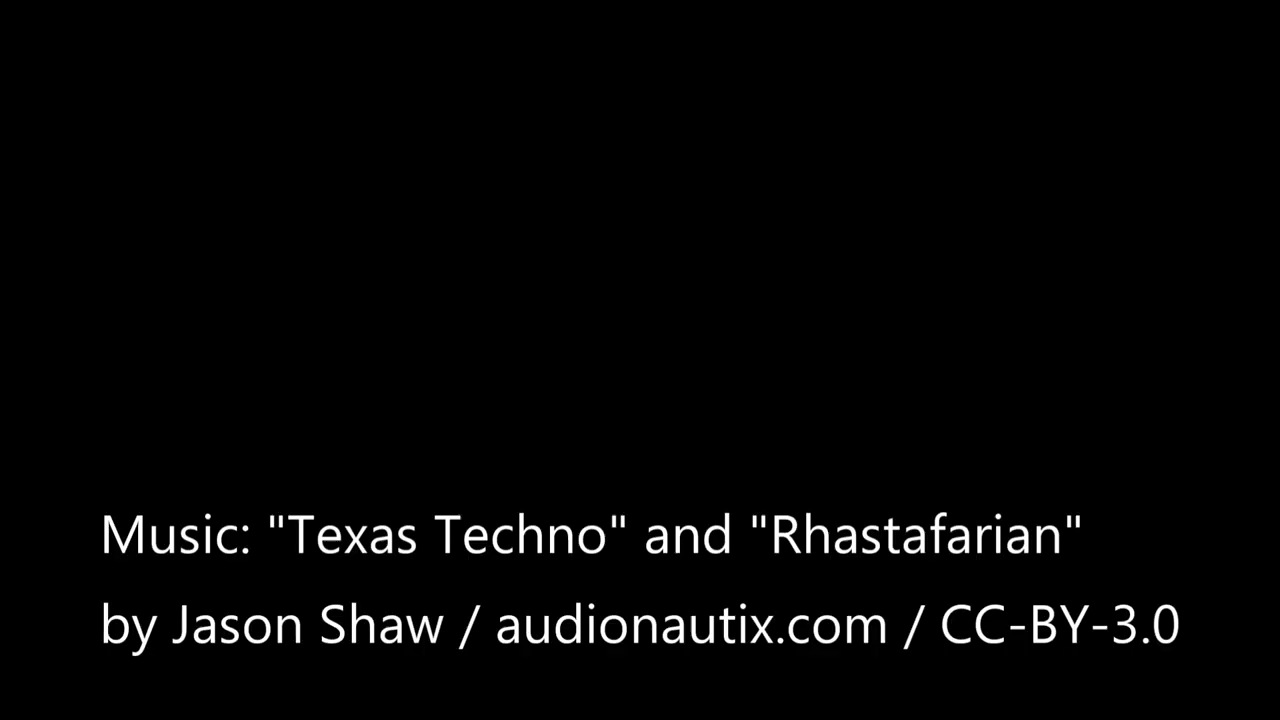 Music: "Texas Techno" and "Rhastafarian"
by Jason Shaw / audionautix.com / CC-BY-3.0